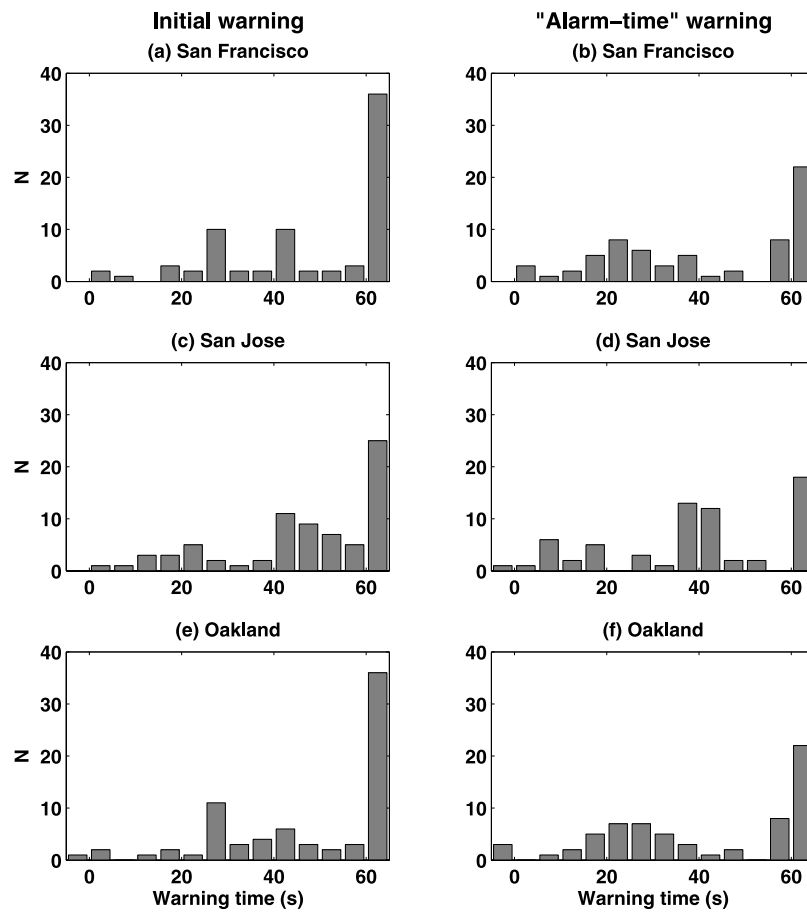 Initial warning
"Alarm–time" warning
(a) San Francisco
(b) San Francisco
40
30
20
10
0
N
0 20 40 60
40
30
20
10
0
0 20 40 60
(c) San Jose
(d) San Jose
40
30
20
10
0
N
0 20 40 60
40
30
20
10
0
0 20 40 60
(e) Oakland
(f) Oakland
40
30
20
10
0
N
0 20 40 60
Warning time (s)
40
30
20
10
0
0 20 40 60
Warning time (s)